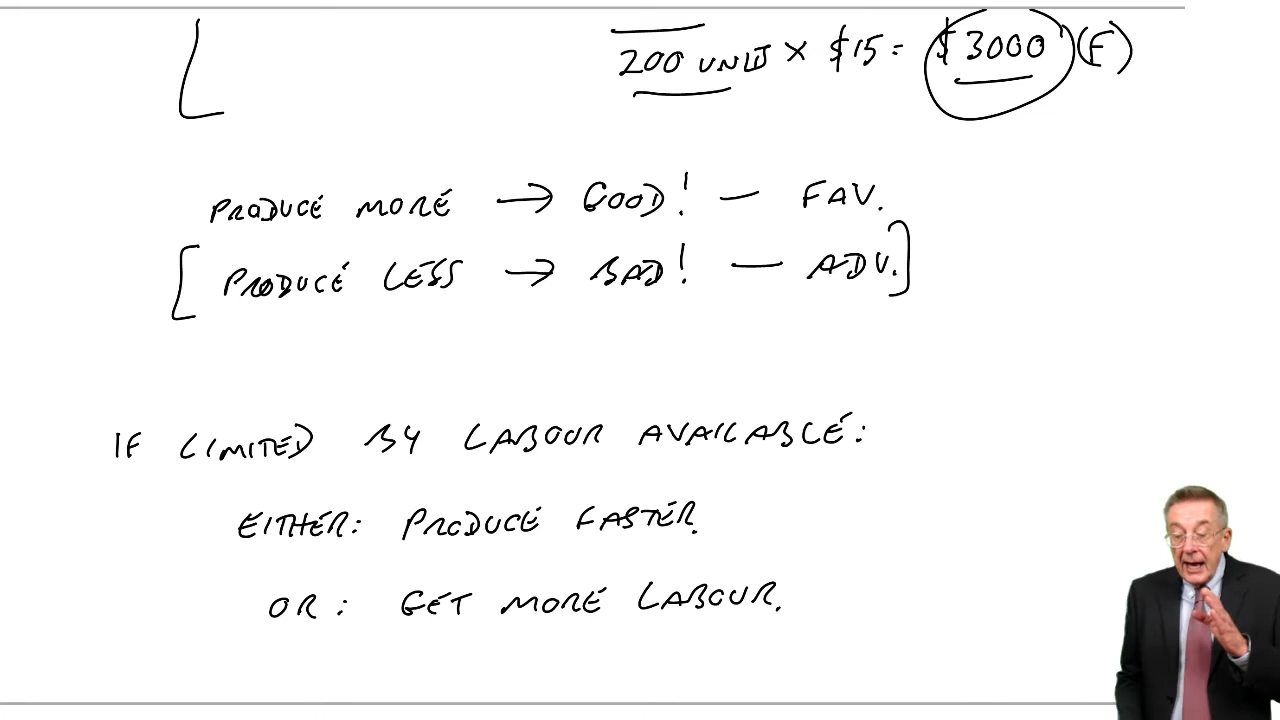 200 UNITS × $15 = $3000 (F)
PRODUCE MORE → GOOD! — FAV.
[PRODUCE LESS → BAD! — ADV.]
IF LIMITED BY LABOUR AVAILABLE:
EITHER: PRODUCE FASTER.
OR: GET MORE LABOUR.